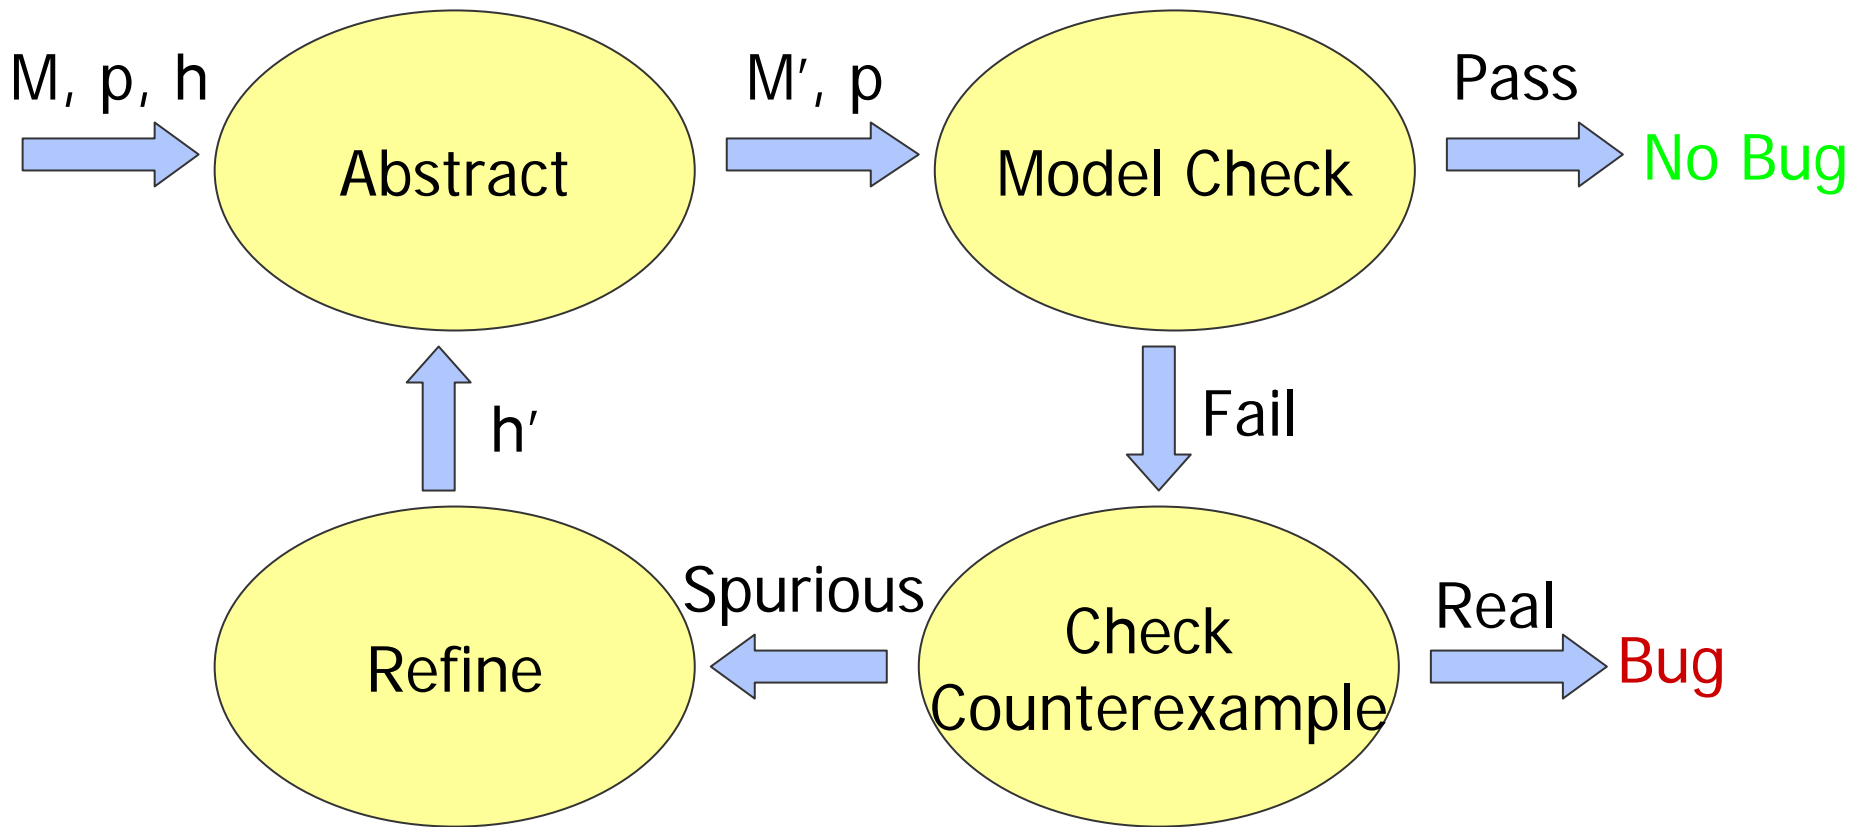 M, p, h
Abstract
M′, p
Model Check
Pass
No Bug
h′
Fail
Refine
Spurious
Check
Counterexample
Real
Bug